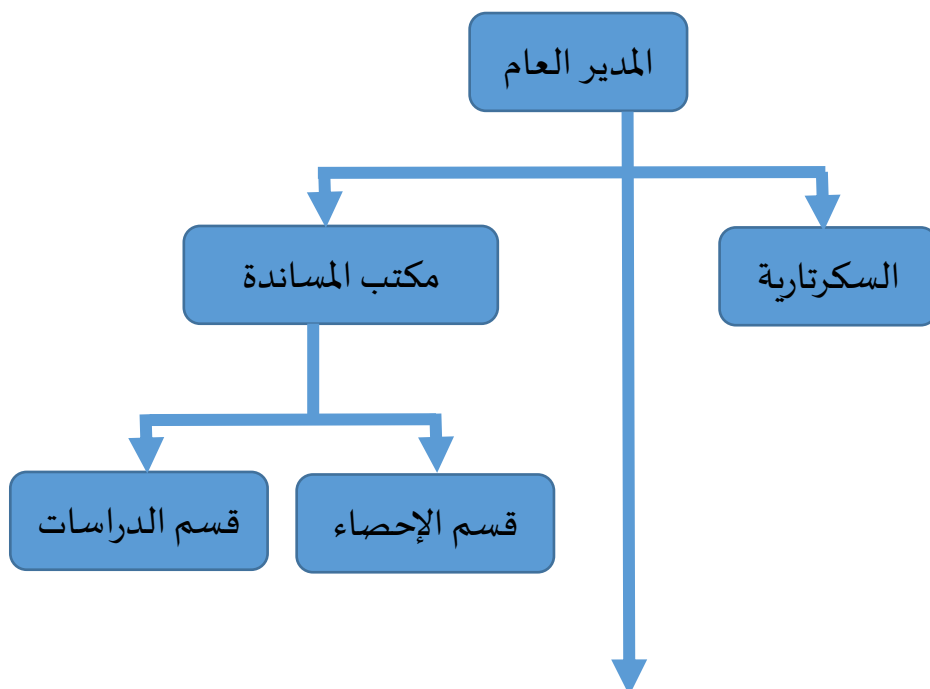 المدير العام
السكرتارية
مكتب المساندة
قسم الإحصاء
قسم الدراسات